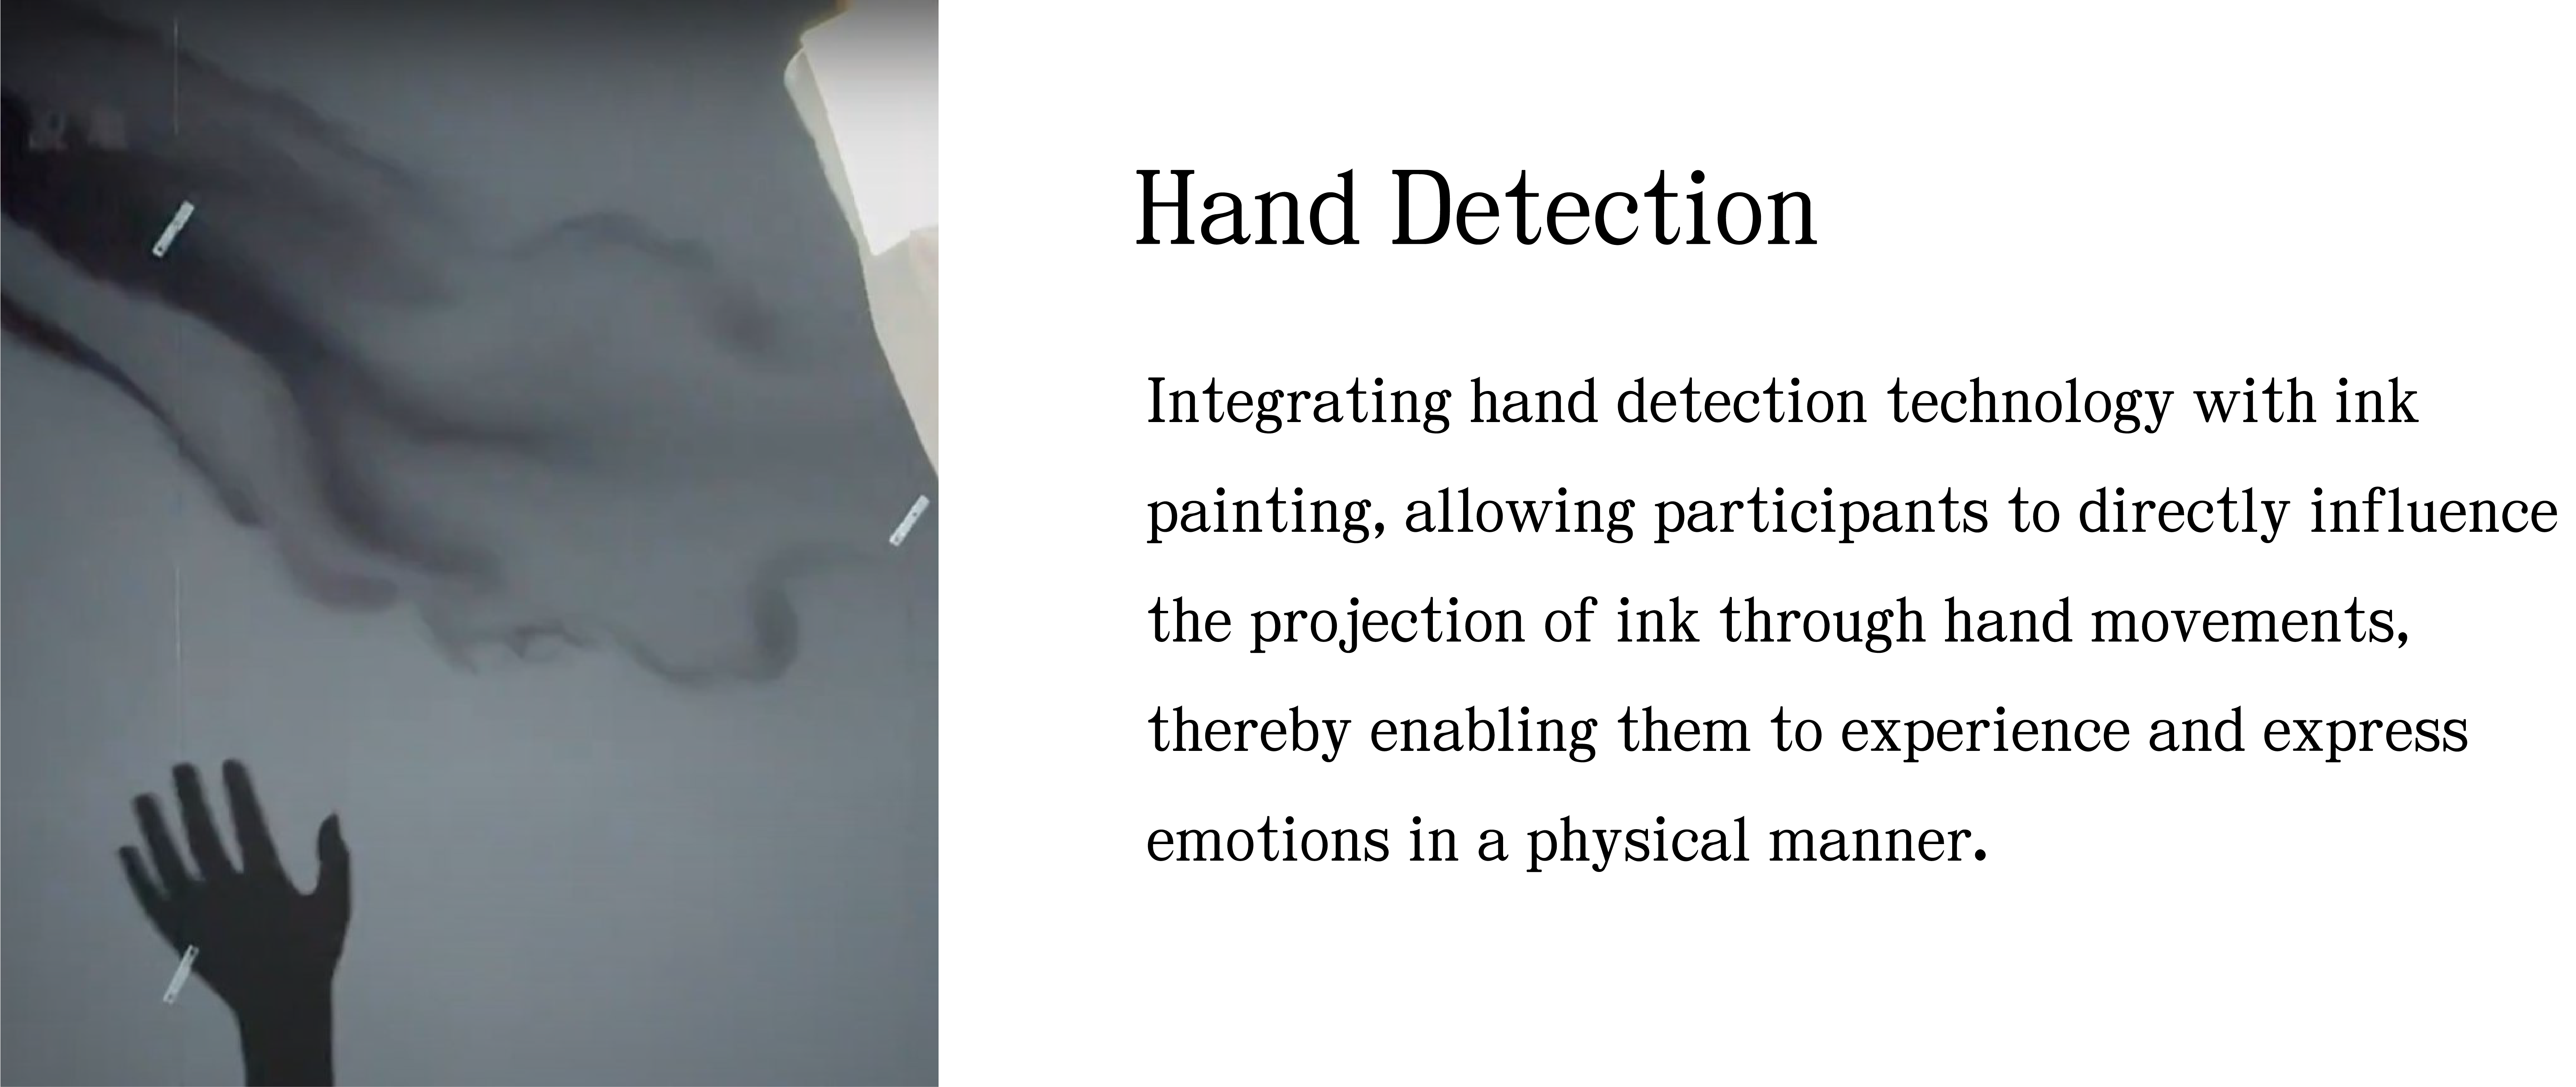 Hand Detection
Integrating hand detection technology with ink
painting, allowing participants to directly influence
the projection of ink through hand movements,
thereby enabling them to experience and express
emotions in a physical manner.